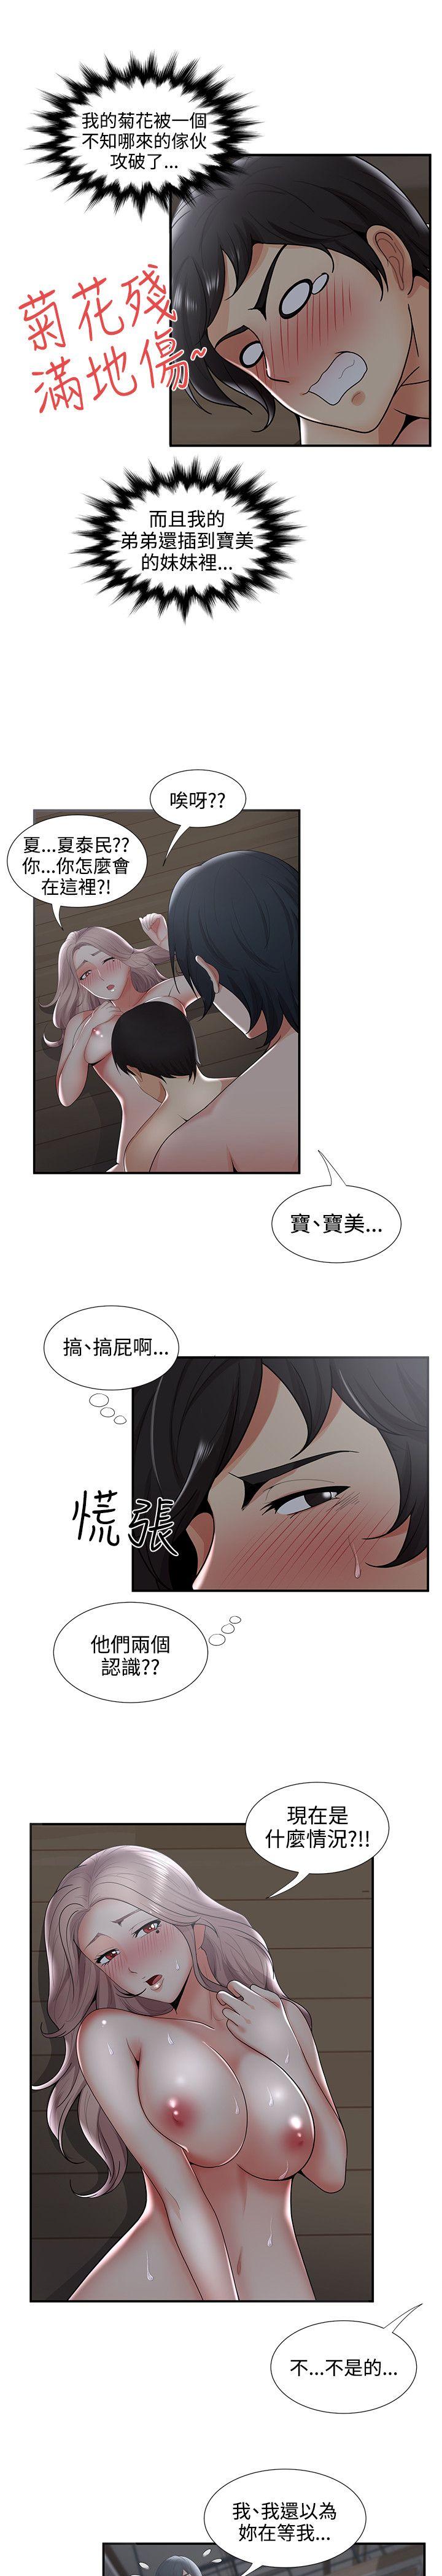 我的菊花被一個
不知哪來的傢伙
攻破了...
菊花殘
滿地傷~
而且我的
弟弟還插到寶美
的妹妹裡...
唉呀??
夏...夏泰民??
你...你怎麼會
在這裡?!
寶、寶美...
搞、搞屁啊...
慌張
他們兩個
認識??
現在是
什麼情況?!!
不...不是的...
我、我還以為
妳在等我...